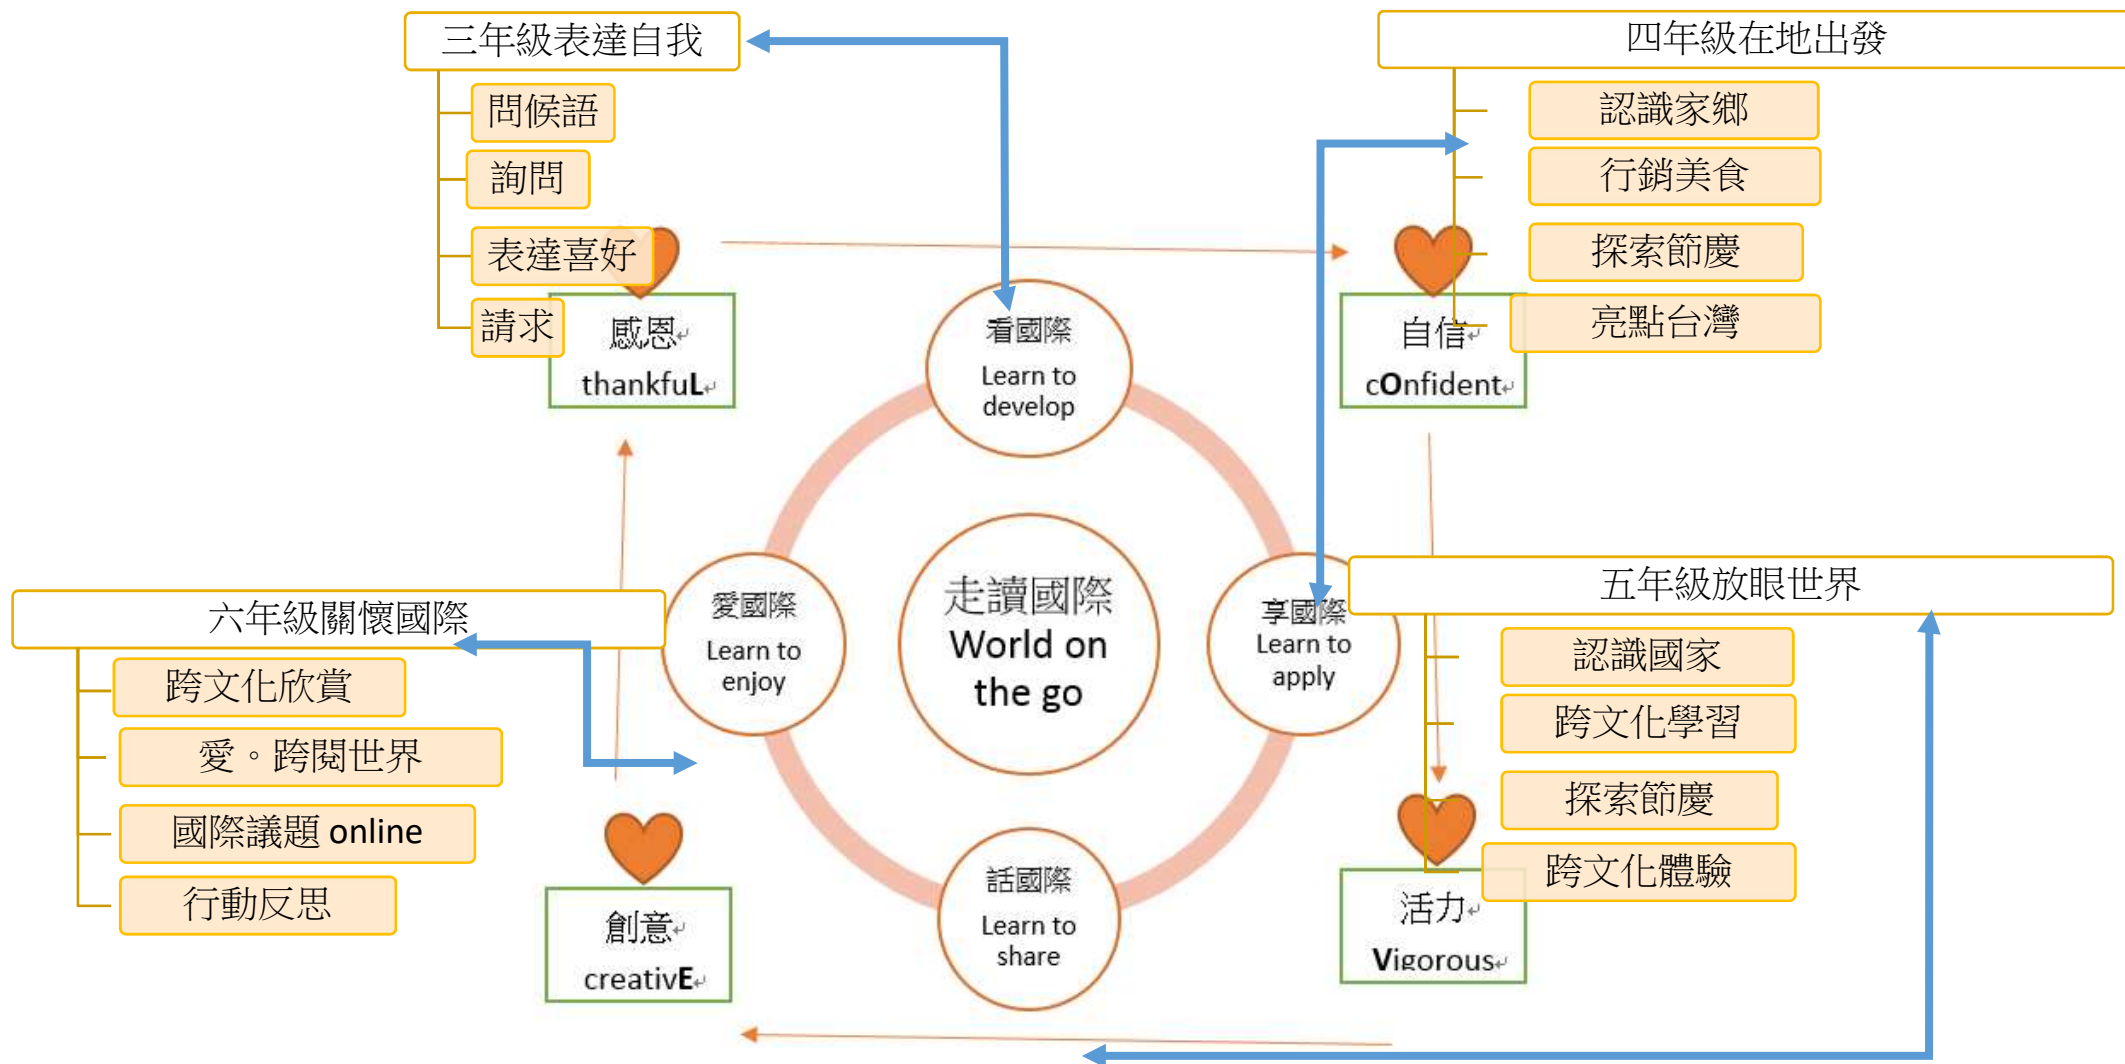 三年級表達自我
問候語
詢問
表達喜好
請求
四年級在地出發
認識家鄉
行銷美食
探索節慶
亮點台灣
感恩
thankfuL
看國際
Learn to
develop
自信
cOnfident
六年級關懷國際
跨文化欣賞
愛。跨閱世界
國際議題 online
行動反思
愛國際
Learn to
enjoy
走讀國際
World on
the go
享國際
Learn to
apply
五年級放眼世界
認識國家
跨文化學習
探索節慶
跨文化體驗
創意
creativE
話國際
Learn to
share
活力
Vigorous